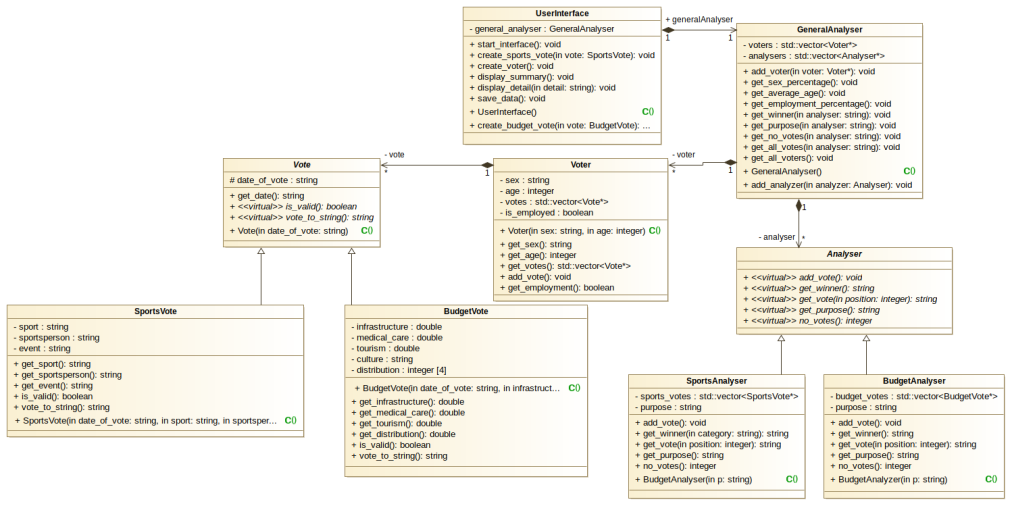 UserInterface
- general_analyser : GeneralAnalyser
+ start_interface(): void
+ create_sports_vote(in vote: SportsVote): void
+ create_voter(): void
+ display_summary(): void
+ display_detail(in detail: string): void
+ save_data(): void
+ UserInterface() C()
+ create_budget_vote(in vote: BudgetVote): ...
+ generalAnalyser
1
1
GeneralAnalyser
- voters : std::vector<Voter*>
- analysers : std::vector<Analyser*>
+ add_voter(in voter: Voter*): void
+ get_sex_percentage(): void
+ get_average_age(): void
+ get_employment_percentage(): void
+ get_winner(in analyser: string): void
+ get_purpose(in analyser: string): void
+ get_no_votes(in analyser: string): void
+ get_all_votes(in analyser: string): void
+ get_all_voters(): void
+ GeneralAnalyser() C()
+ add_analyzer(in analyzer: Analyser): void
Vote
# date_of_vote : string
+ get_date(): string
+ <<virtual>> is_valid(): boolean
+ <<virtual>> vote_to_string(): string
+ Vote(in date_of_vote: string) C()
- vote
*
1
Voter
- sex : string
- age : integer
- votes : std::vector<Vote*>
- is_employed : boolean
+ Voter(in sex: string, in age: integer) C()
+ get_sex(): string
+ get_age(): integer
+ get_votes(): std::vector<Vote*>
+ add_vote(): void
+ get_employment(): boolean
- voter
*
1
1
- analyser
*
Analyser
+ <<virtual>> add_vote(): void
+ <<virtual>> get_winner(): string
+ <<virtual>> get_vote(in position: integer): string
+ <<virtual>> get_purpose(): string
+ <<virtual>> no_votes(): integer
SportsVote
- sport : string
- sportsperson : string
- event : string
+ get_sport(): string
+ get_sportsperson(): string
+ get_event(): string
+ is_valid(): boolean
+ vote_to_string(): string
+ SportsVote(in date_of_vote: string, in sport: string, in sportsper... C()
BudgetVote
- infrastructure : double
- medical_care : double
- tourism : double
- culture : string
- distribution : integer [4]
+ BudgetVote(in date_of_vote: string, in infrastruct... C()
+ get_infrastructure(): double
+ get_medical_care(): double
+ get_tourism(): double
+ get_distribution(): double
+ is_valid(): boolean
+ vote_to_string(): string
SportsAnalyser
- sports_votes : std::vector<SportsVote*>
- purpose : string
+ add_vote(): void
+ get_winner(in category: string): string
+ get_vote(in position: integer): string
+ get_purpose(): string
+ no_votes(): integer
+ BudgetAnalyser(in p: string) C()
BudgetAnalyser
- budget_votes : std::vector<BudgetVote*>
- purpose : string
+ add_vote(): void
+ get_winner(): string
+ get_vote(in position: integer): string
+ get_purpose(): string
+ no_votes(): integer
+ BudgetAnalyzer(in p: string) C()